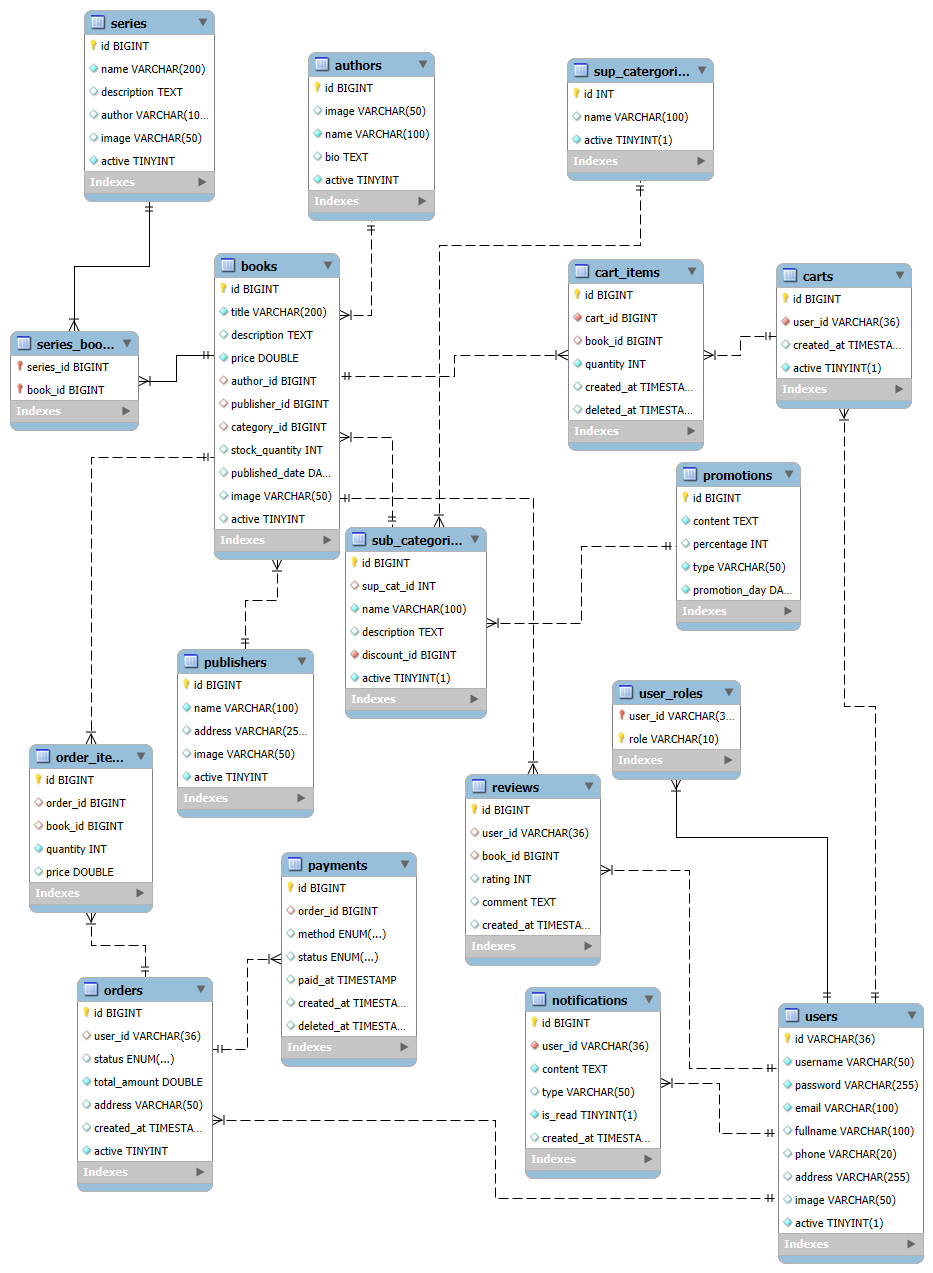 series
id BIGINT
name VARCHAR(200)
description TEXT
author VARCHAR(10...
image VARCHAR(50)
active TINYINT
Indexes
authors
id BIGINT
image VARCHAR(50)
name VARCHAR(100)
bio TEXT
active TINYINT
Indexes
sup_catergori...
id INT
name VARCHAR(100)
active TINYINT(1)
Indexes
books
id BIGINT
title VARCHAR(200)
description TEXT
price DOUBLE
author_id BIGINT
publisher_id BIGINT
category_id BIGINT
stock_quantity INT
published_date DA...
image VARCHAR(50)
active TINYINT
Indexes
cart_items
id BIGINT
cart_id BIGINT
book_id BIGINT
quantity INT
created_at TIMESTA...
deleted_at TIMESTA...
Indexes
carts
id BIGINT
user_id VARCHAR(36)
created_at TIMESTA...
active TINYINT(1)
Indexes
series_boo...
series_id BIGINT
book_id BIGINT
Indexes
promotions
id BIGINT
content TEXT
percentage INT
type VARCHAR(50)
promotion_day DA...
Indexes
sub_categori...
id BIGINT
sup_cat_id INT
name VARCHAR(100)
description TEXT
discount_id BIGINT
active TINYINT(1)
Indexes
publishers
id BIGINT
name VARCHAR(100)
address VARCHAR(25...
image VARCHAR(50)
active TINYINT
Indexes
user_roles
user_id VARCHAR(3...
role VARCHAR(10)
Indexes
order_ite...
id BIGINT
order_id BIGINT
book_id BIGINT
quantity INT
price DOUBLE
Indexes
reviews
id BIGINT
user_id VARCHAR(36)
book_id BIGINT
rating INT
comment TEXT
created_at TIMESTA...
Indexes
payments
id BIGINT
order_id BIGINT
method ENUM(...)
status ENUM(...)
paid_at TIMESTAMP
created_at TIMESTA...
deleted_at TIMESTA...
Indexes
orders
id BIGINT
user_id VARCHAR(36)
status ENUM(...)
total_amount DOUBLE
address VARCHAR(50)
created_at TIMESTA...
active TINYINT
Indexes
notifications
id BIGINT
user_id VARCHAR(36)
content TEXT
type VARCHAR(50)
is_read TINYINT(1)
created_at TIMESTA...
Indexes
users
id VARCHAR(36)
username VARCHAR(50)
password VARCHAR(255)
email VARCHAR(100)
fullname VARCHAR(100)
phone VARCHAR(20)
address VARCHAR(255)
image VARCHAR(50)
active TINYINT(1)
Indexes